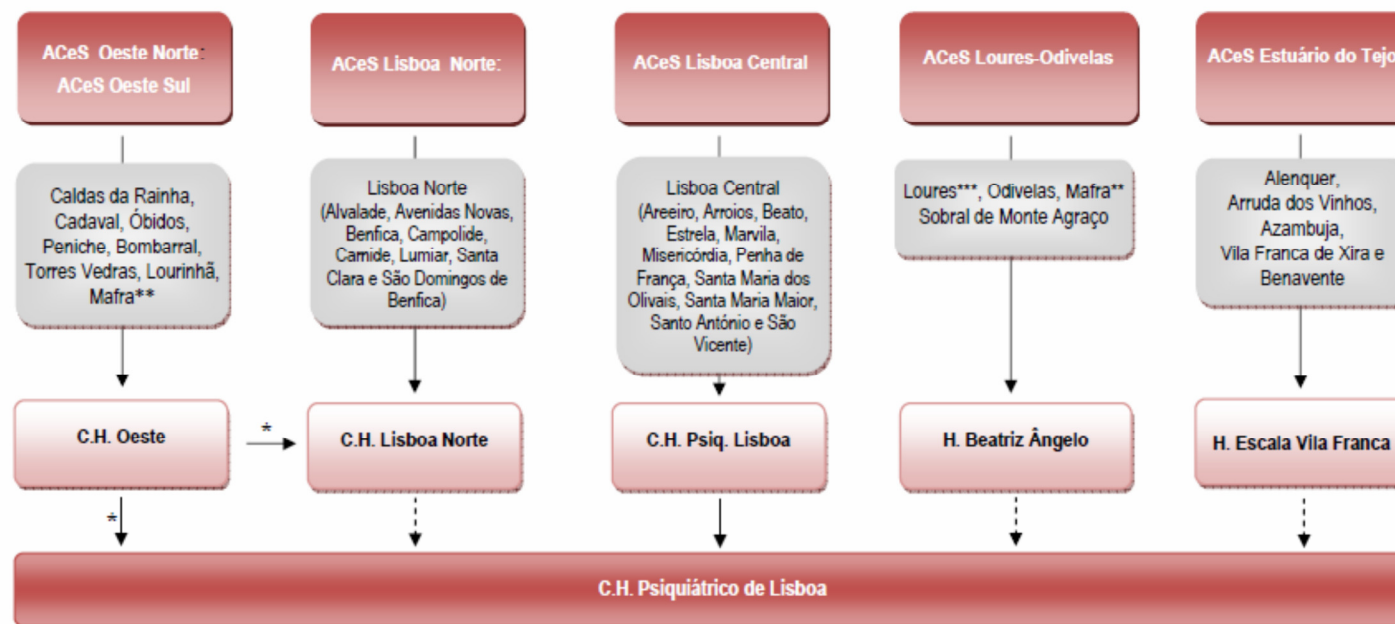 ACeS Oeste Norte:
ACeS Oeste Sul
ACeS Lisboa Norte:
ACeS Lisboa Central
ACeS Loures-Odivelas
ACeS Estuário do Tejo
Caldas da Rainha,
Cadaval, Óbidos,
Peniche, Bombarral,
Torres Vedras, Lourinhã,
Mafra**
Lisboa Norte
(Alvalade, Avenidas Novas,
Benfica, Campolide,
Carnide, Lumiar, Santa
Clara e São Domingos de
Benfica)
Lisboa Central
(Areeiro, Arroios, Beato,
Estrela, Marvila,
Misericórdia, Penha de
França, Santa Maria dos
Olivais, Santa Maria Maior,
Santo António e São
Vicente)
Loures***, Odivelas, Mafra**
Sobral de Monte Agraço
Alenquer,
Arruda dos Vinhos,
Azambuja,
Vila Franca de Xira e
Benavente
C.H. Oeste
*
C.H. Lisboa Norte
C.H. Psiq. Lisboa
H. Beatriz Ângelo
H. Escala Vila Franca
*
C.H. Psiquiátrico de Lisboa